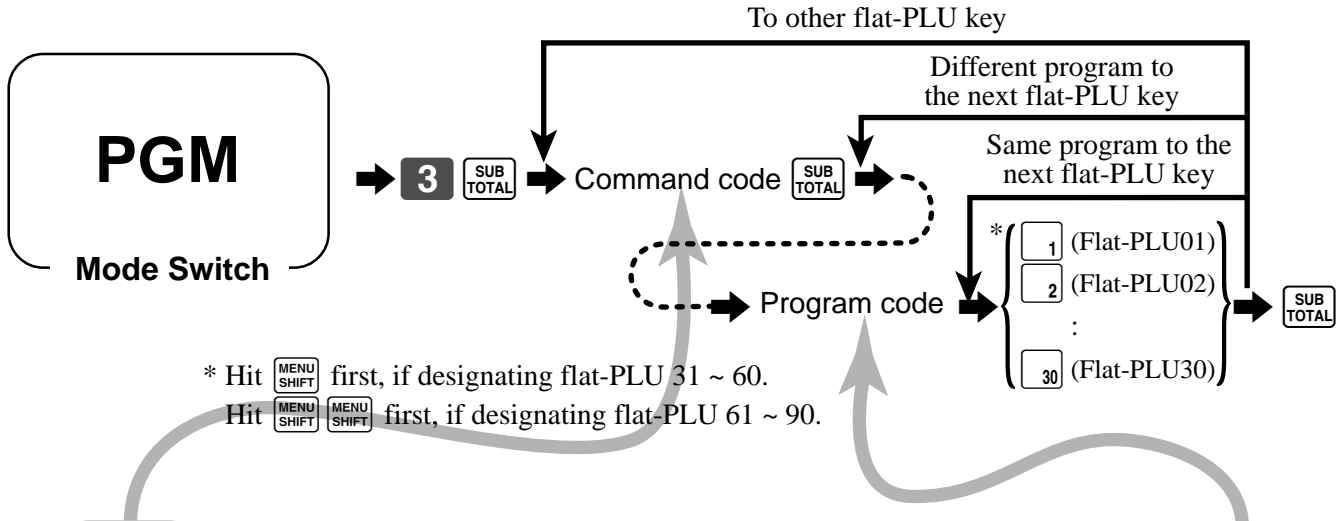 To other flat-PLU key
Different program to
the next flat-PLU key
Same program to the
next flat-PLU key
PGM
Mode Switch
3 SUB TOTAL Command code SUB TOTAL
Program code
* 1 (Flat-PLU01)
2 (Flat-PLU02)
:
30 (Flat-PLU30)
SUB TOTAL
* Hit MENU SHIFT first, if designating flat-PLU 31 ~ 60.
Hit MENU SHIFT MENU SHIFT first, if designating flat-PLU 61 ~ 90.